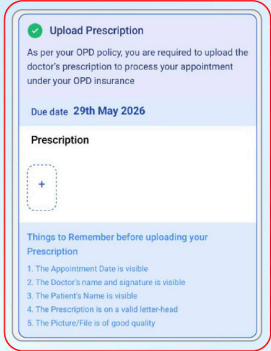 Upload Prescription
As per your OPD policy, you are required to upload the
doctor's prescription to process your appointment
under your OPD insurance
Due date 29th May 2026
Prescription
+
Things to Remember before uploading your
Prescription
1. The Appointment Date is visible
2. The Doctor's name and signature is visible
3. The Patient's Name is visible
4. The Prescription is on a valid letter-head
5. The Picture/File is of good quality